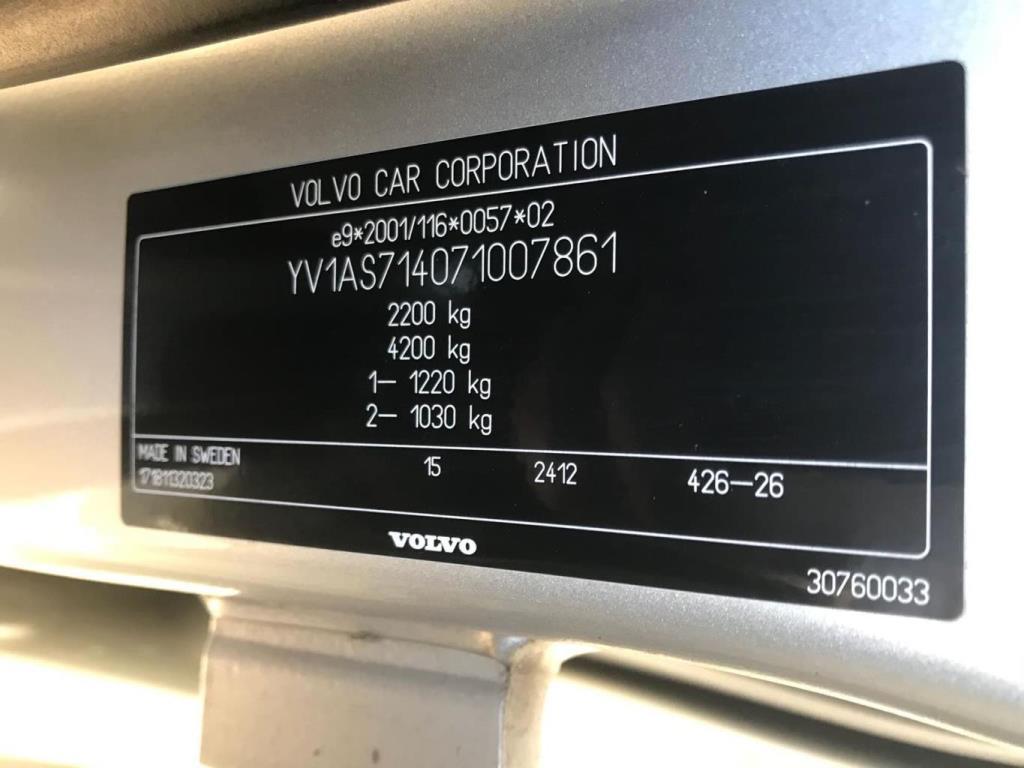 VOLVO CAR CORPORATION
e9*2001/116*0057*02
YV1AS714071007861
2200 kg
4200 kg
1— 1220 kg
2— 1030 kg
MADE IN SWEDEN 15 2412 426—26
171811320323
VOLVO
30760033